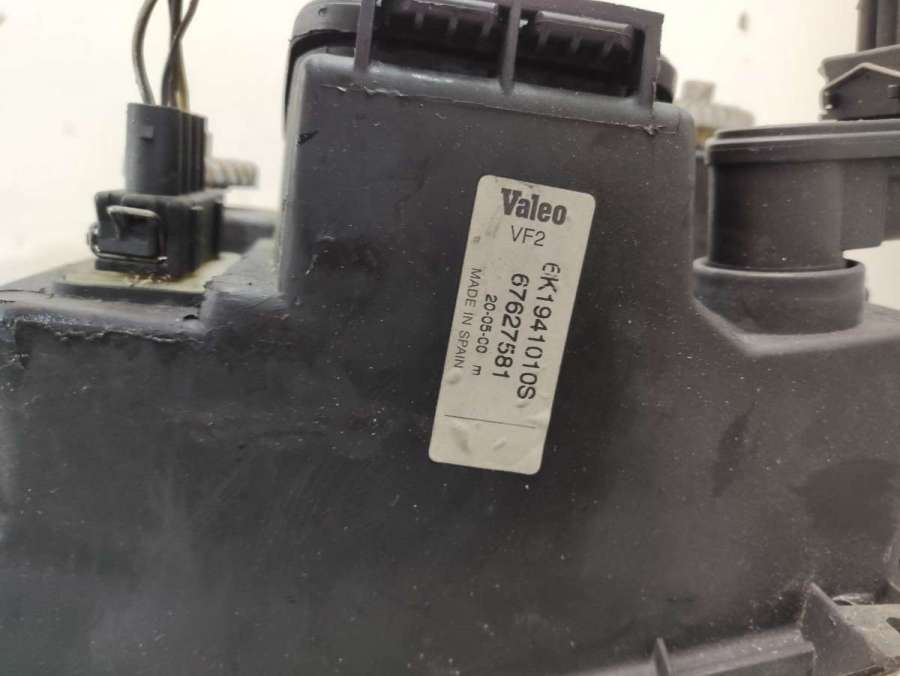 Valeo
VF2
6K1941010S
67627581
20-05-00 m
MADE IN SPAIN